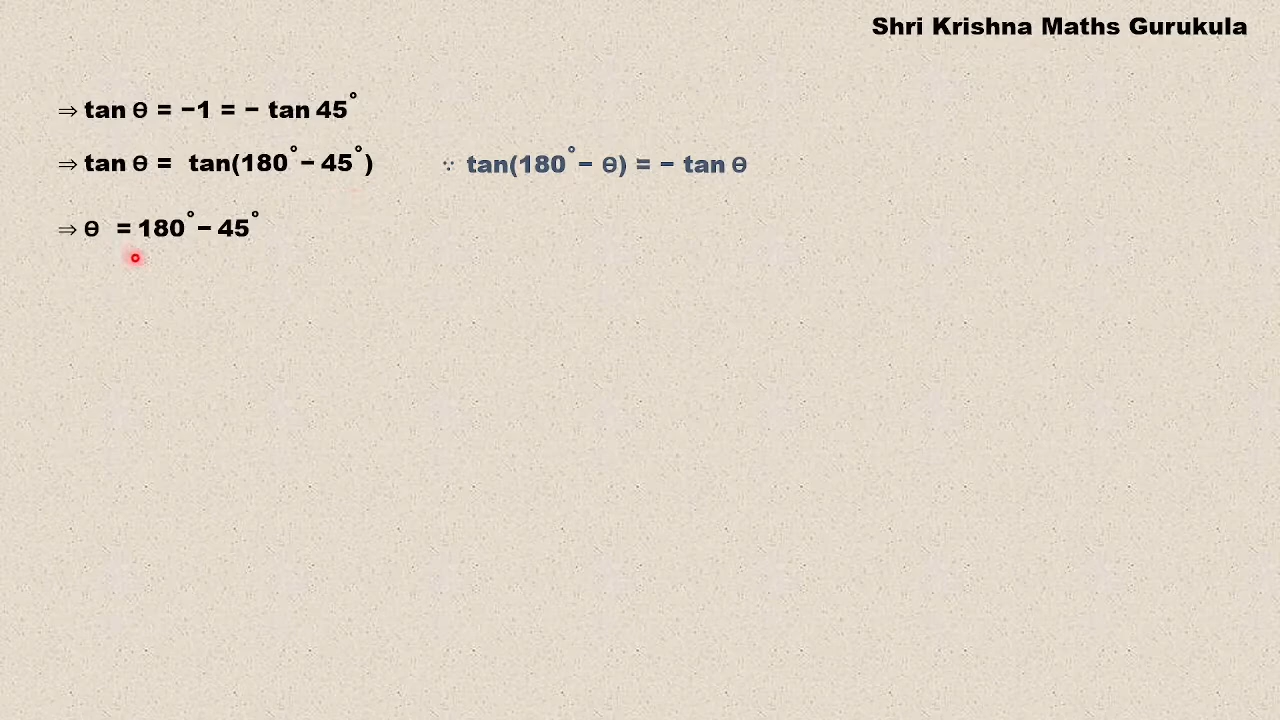 Shri Krishna Maths Gurukula
⇒ tan θ = −1 = − tan 45°
⇒ tan θ = tan(180° − 45°) ∵ tan(180° − θ) = − tan θ
⇒ θ = 180° − 45°